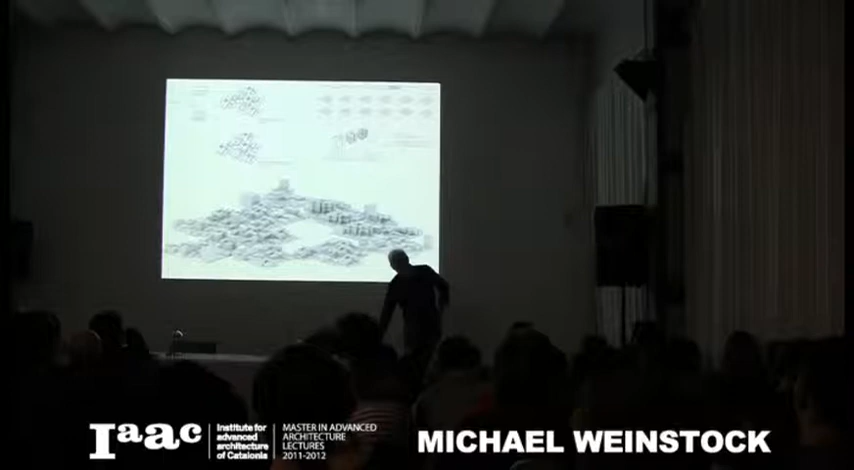 Iaac
Institute for
advanced
architecture
of Catalonia
MASTER IN ADVANCED
ARCHITECTURE
LECTURES
2011-2012
MICHAEL WEINSTOCK